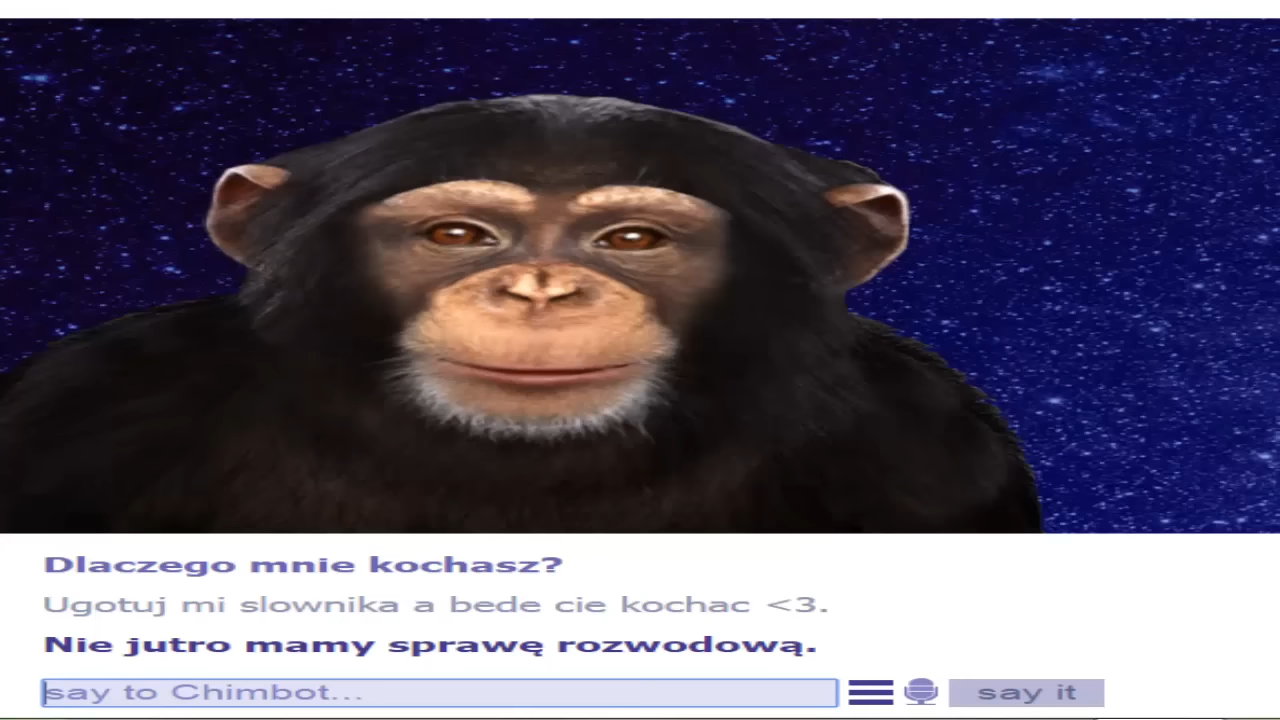 Dlaczego mnie kochasz?
Ugotuj mi slownika a bede cie kochac <3.
Nie jutro mamy sprawę rozwodową.
say to Chimbot...
say it